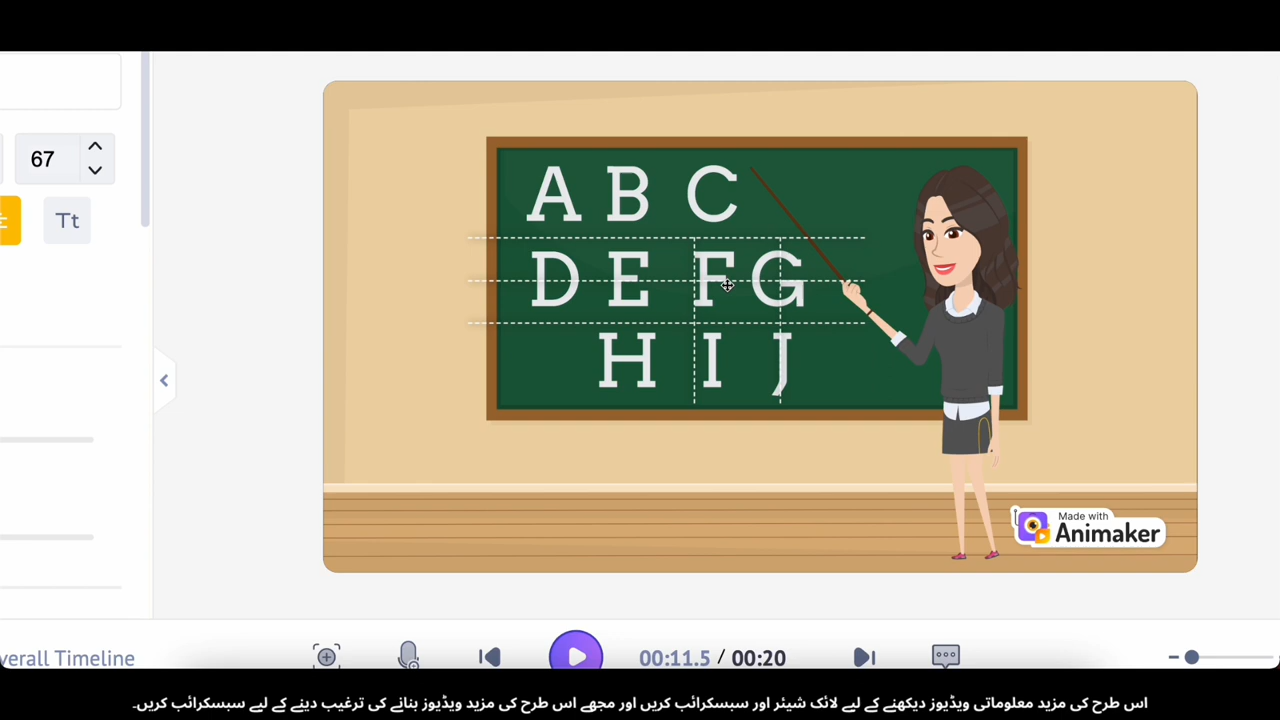 67
Tt
A B C
D E F G
H I J
Made with
Animaker
verall Timeline
00:11.5 / 00:20
اس طرح کی مزید معلوماتی ویڈیوز دیکھنے کے لیے لائک شیئر اور سبسکرائب کریں اور مجھے اس طرح کی مزید ویڈیوز بنانے کی ترغیب دینے کے لیے سبسکرائب کریں۔